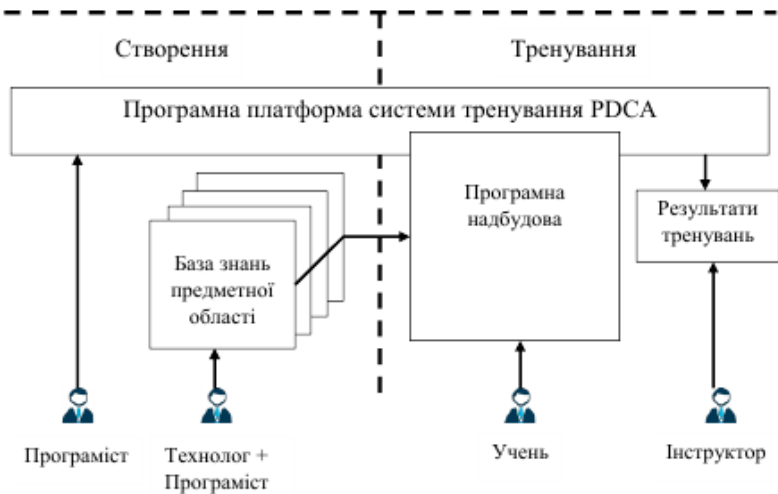 Створення
Тренування
Програмна платформа системи тренування PDCA
Програмна
надбудова
Результати
тренувань
База знань
предметної
області
Програміст
Технолог +
Програміст
Учень
Інструктор